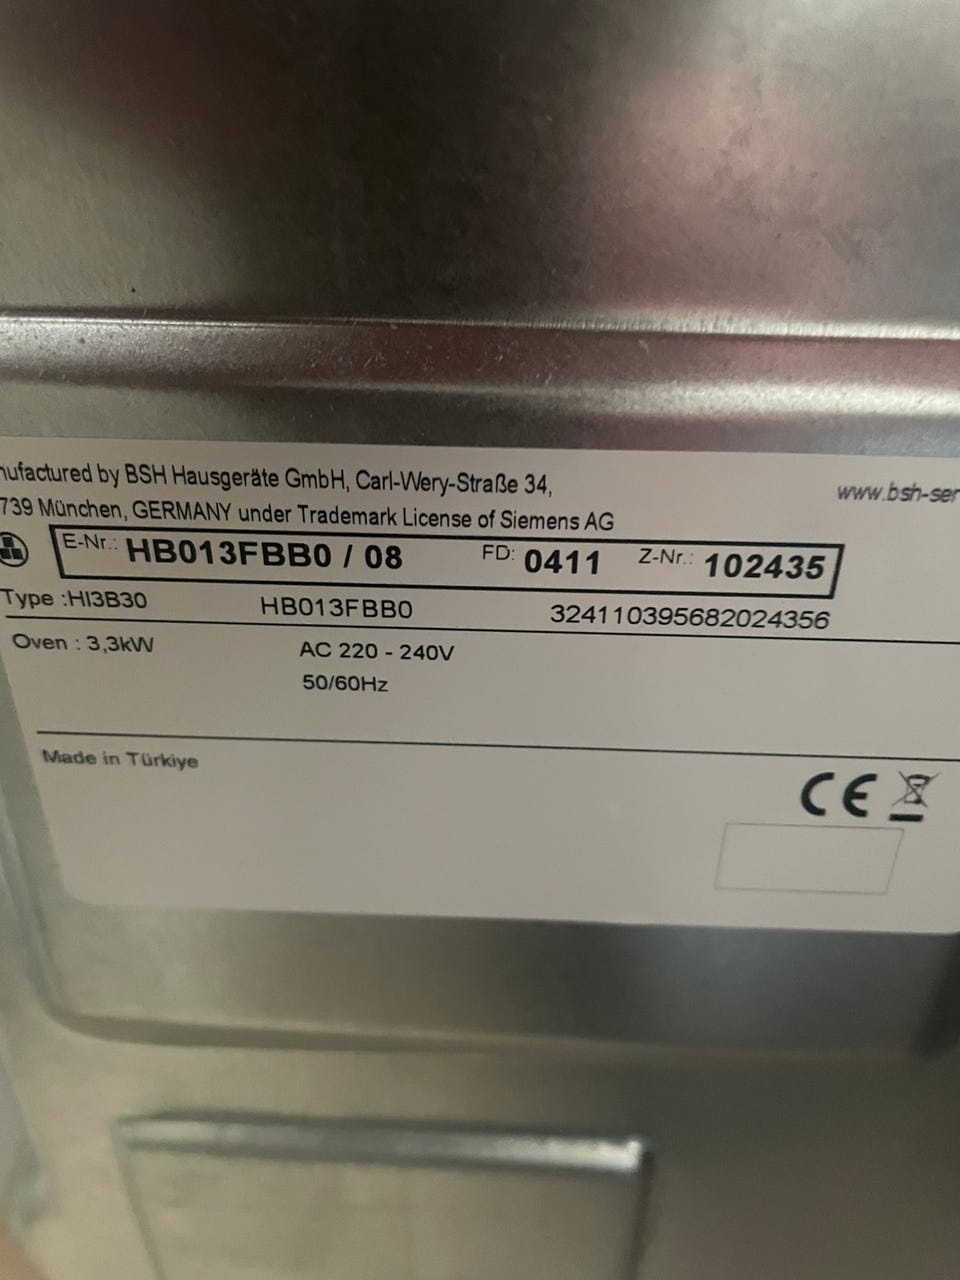 nufactured by BSH Hausgeräte GmbH, Carl-Wery-Straße 34,
www.bsh-ser
739 München, GERMANY under Trademark License of Siemens AG
E-Nr.: HB013FBB0 / 08 FD: 0411 Z-Nr.: 102435
Type :HI3B30 HB013FBB0 324110395682024356
Oven : 3,3kW AC 220 - 240V
50/60Hz
Made in Türkiye
CE